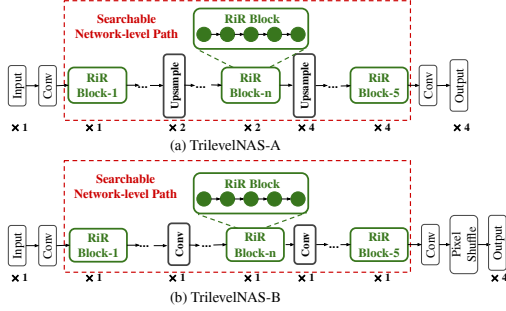 Searchable
Network-level Path
RiR Block
Input
Conv
RiR
Block-1
...
Upsample
...
RiR
Block-n
Upsample
...
RiR
Block-5
Conv
Output
×1 ×1 ×2 ×2 ×4 ×4 ×4
(a) TrilevelNAS-A
Searchable
Network-level Path
RiR Block
Input
Conv
RiR
Block-1
...
Conv
...
RiR
Block-n
Conv
...
RiR
Block-5
Conv
Pixel
Shuffle
Output
×1 ×1 ×1 ×1 ×1 ×1 ×4
(b) TrilevelNAS-B